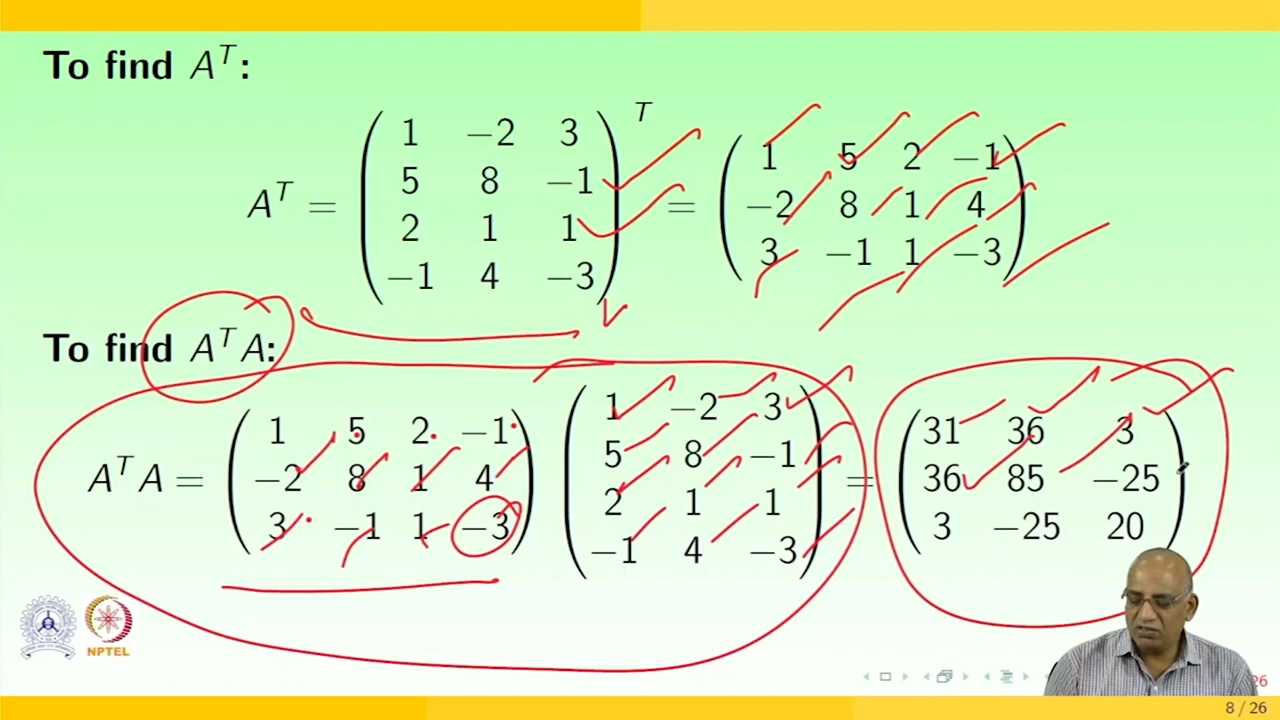 To find A^T:
A^T = ( 1 −2 3 ; 5 8 −1 ; 2 1 1 ; −1 4 −3 )^T = ( 1 5 2 −1 ; −2 8 1 4 ; 3 −1 1 −3 )
To find A^T A:
A^T A = ( 1 5 2 −1 ; −2 8 1 4 ; 3 −1 1 −3 ) ( 1 −2 3 ; 5 8 −1 ; 2 1 1 ; −1 4 −3 ) = ( 31 36 3 ; 36 85 −25 ; 3 −25 20 )
NPTEL
26
8 / 26